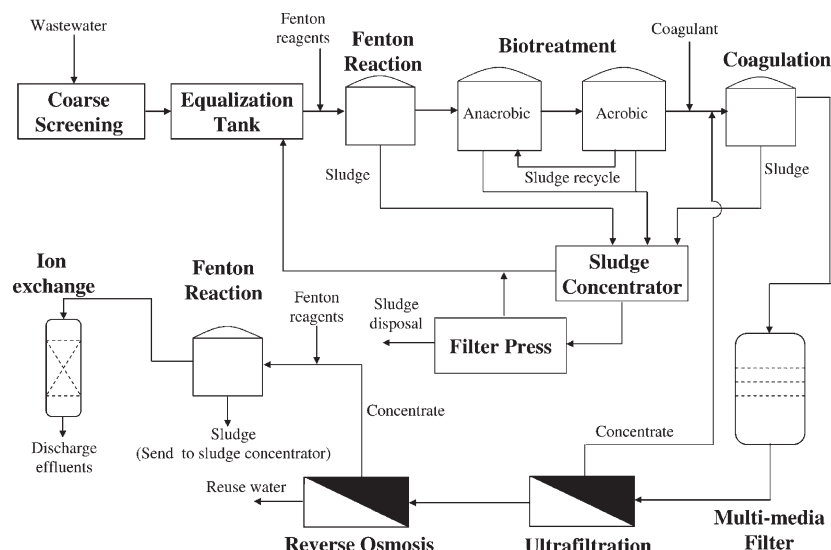 Wastewater
Fenton
reagents
Fenton
Reaction
Biotreatment
Coagulant
Coagulation
Coarse
Screening
Equalization
Tank
Anaerobic
Aerobic
Sludge
Sludge recycle
Sludge
Ion
exchange
Fenton
Reaction
Fenton
reagents
Sludge
disposal
Sludge
Concentrator
Filter Press
Concentrate
Concentrate
Discharge
effluents
Sludge
(Send to sludge concentrator)
Reuse water
Reverse Osmosis
Ultrafiltration
Multi-media
Filter